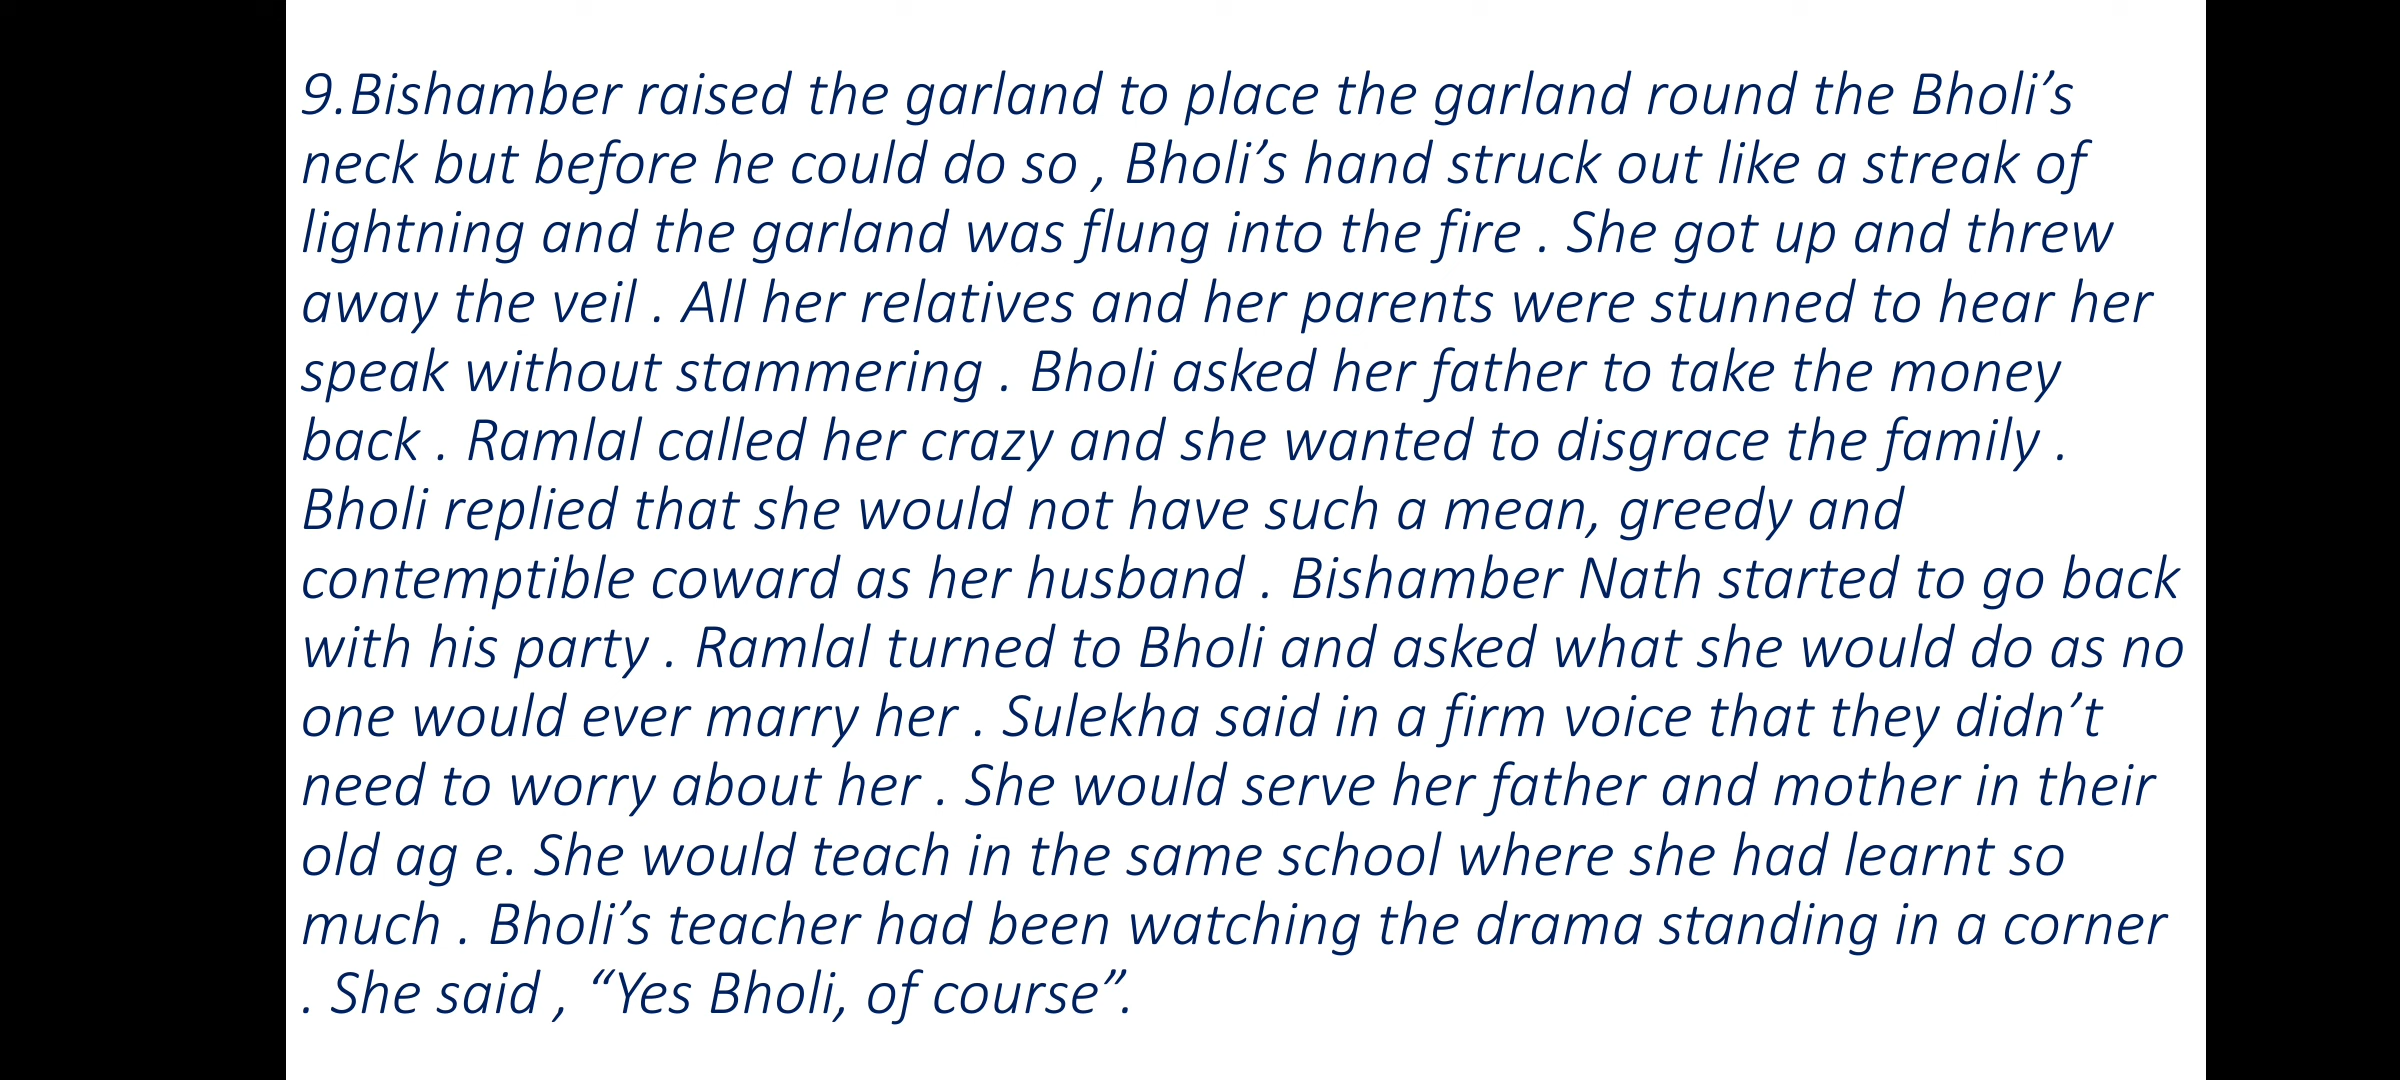 9.Bishamber raised the garland to place the garland round the Bholi’s
neck but before he could do so , Bholi’s hand struck out like a streak of
lightning and the garland was flung into the fire . She got up and threw
away the veil . All her relatives and her parents were stunned to hear her
speak without stammering . Bholi asked her father to take the money
back . Ramlal called her crazy and she wanted to disgrace the family .
Bholi replied that she would not have such a mean, greedy and
contemptible coward as her husband . Bishamber Nath started to go back
with his party . Ramlal turned to Bholi and asked what she would do as no
one would ever marry her . Sulekha said in a firm voice that they didn’t
need to worry about her . She would serve her father and mother in their
old ag e. She would teach in the same school where she had learnt so
much . Bholi’s teacher had been watching the drama standing in a corner
. She said , “Yes Bholi, of course”.